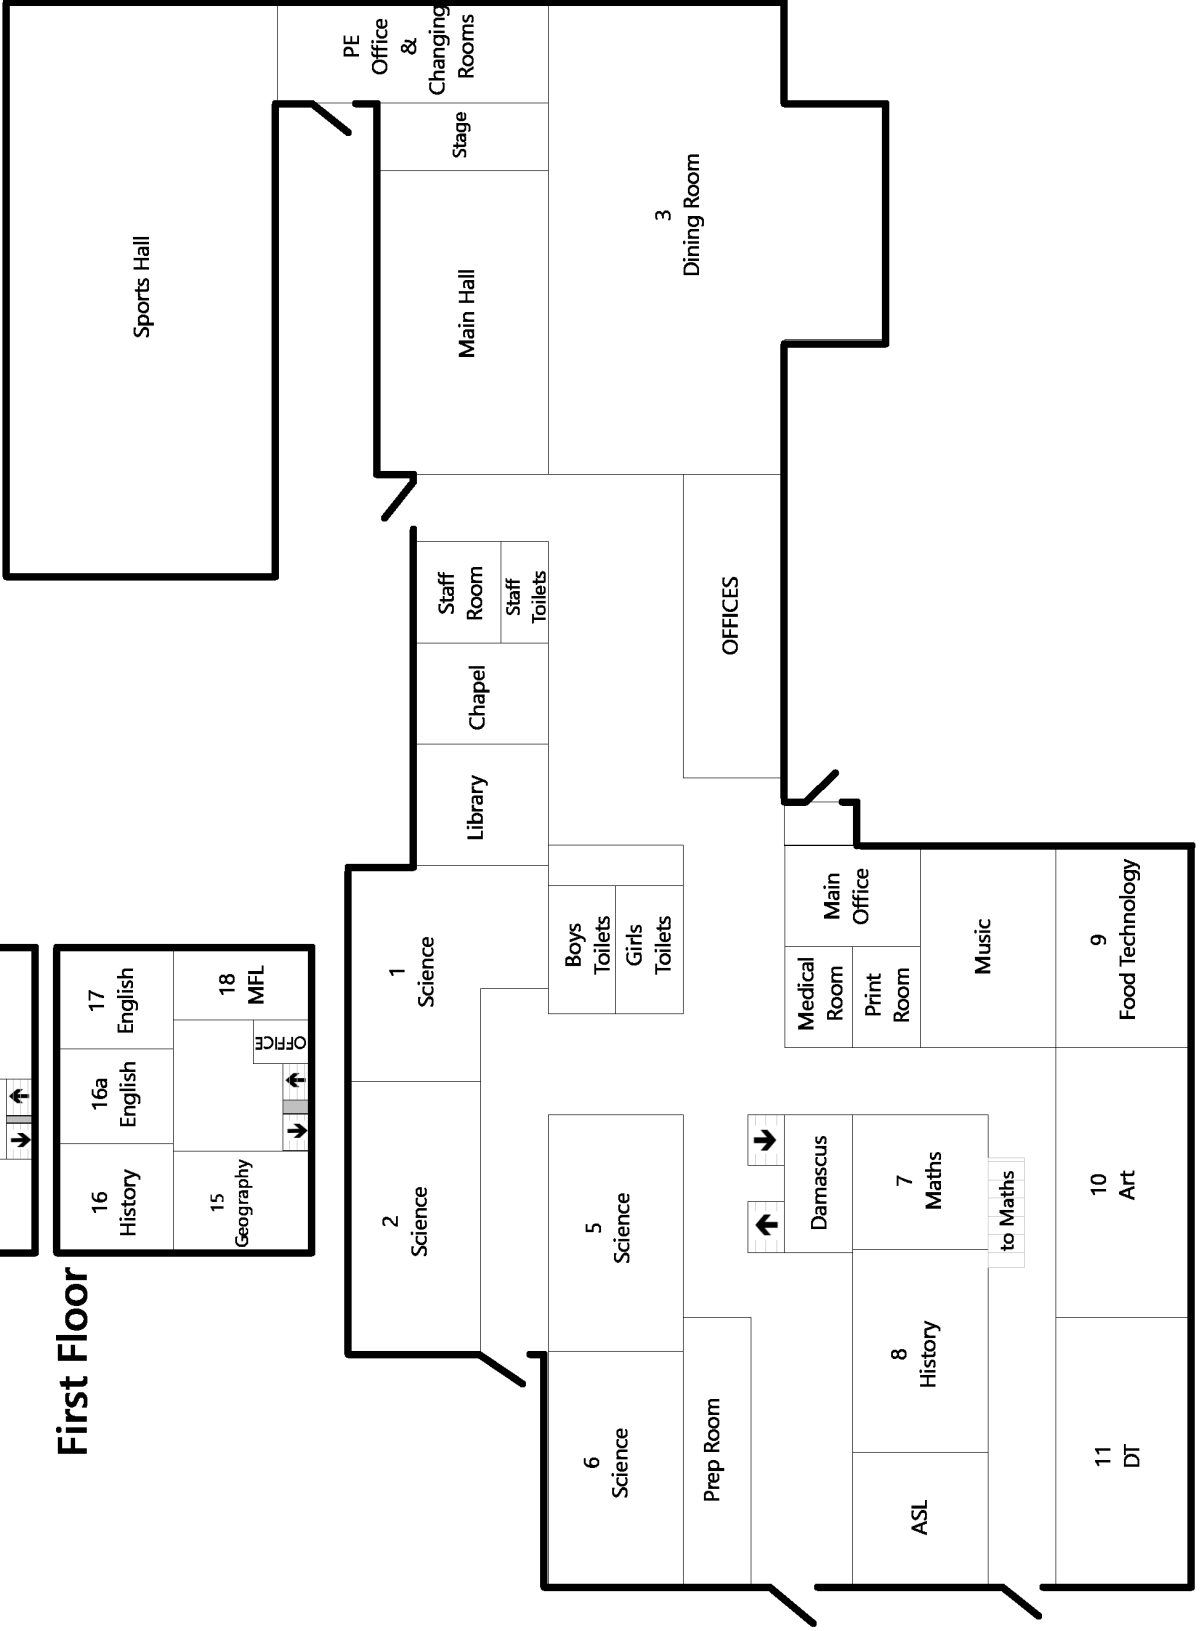 PE
Office
&
Changing
Rooms
Stage
Sports Hall
Main Hall
3
Dining Room
Staff
Room
Staff
Toilets
OFFICES
Chapel
Library
Boys
Toilets
Girls
Toilets
1
Science
Main
Office
Medical
Room
Print
Room
Music
9
Food Technology
17
English
18
MFL
16a
English
OFFICE
16
History
15
Geography
First Floor
2
Science
5
Science
Damascus
7
Maths
to Maths
10
Art
6
Science
Prep Room
8
History
ASL
11
DT